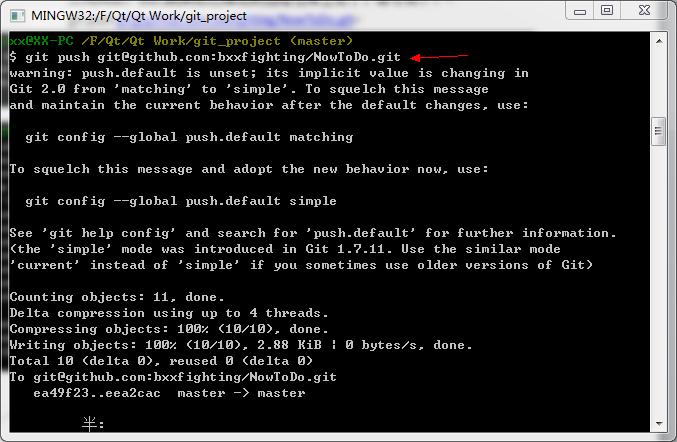 MINGW32:/F/Qt/Qt Work/git_project
xx@XX-PC /F/Qt/Qt Work/git_project (master)
$ git push git@github.com:bxxfighting/NowToDo.git
warning: push.default is unset; its implicit value is changing in
Git 2.0 from 'matching' to 'simple'. To squelch this message
and maintain the current behavior after the default changes, use:
git config --global push.default matching
To squelch this message and adopt the new behavior now, use:
git config --global push.default simple
See 'git help config' and search for 'push.default' for further information.
(the 'simple' mode was introduced in Git 1.7.11. Use the similar mode
'current' instead of 'simple' if you sometimes use older versions of Git)
Counting objects: 11, done.
Delta compression using up to 4 threads.
Compressing objects: 100% (10/10), done.
Writing objects: 100% (10/10), 2.88 KiB ¦ 0 bytes/s, done.
Total 10 (delta 0), reused 0 (delta 0)
To git@github.com:bxxfighting/NowToDo.git
ea49f23..eea2cac master -> master
半: